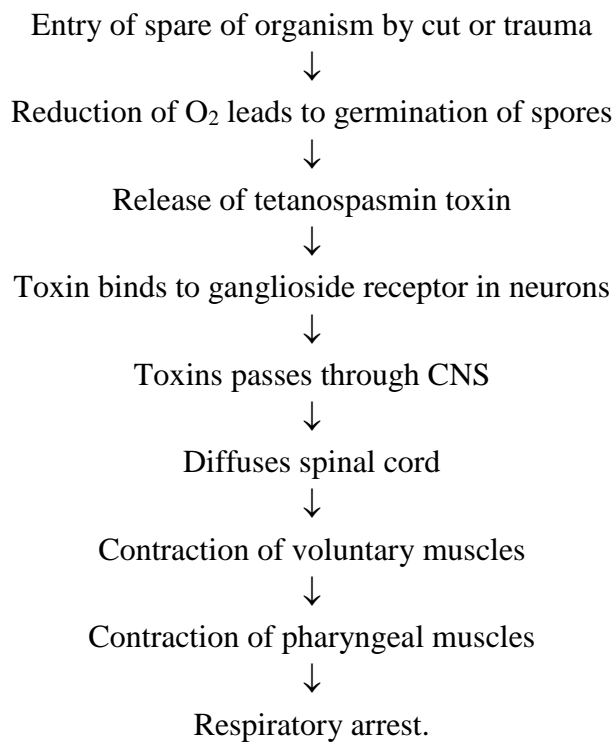 Entry of spare of organism by cut or trauma
↓
Reduction of O₂ leads to germination of spores
↓
Release of tetanospasmin toxin
↓
Toxin binds to ganglioside receptor in neurons
↓
Toxins passes through CNS
↓
Diffuses spinal cord
↓
Contraction of voluntary muscles
↓
Contraction of pharyngeal muscles
↓
Respiratory arrest.